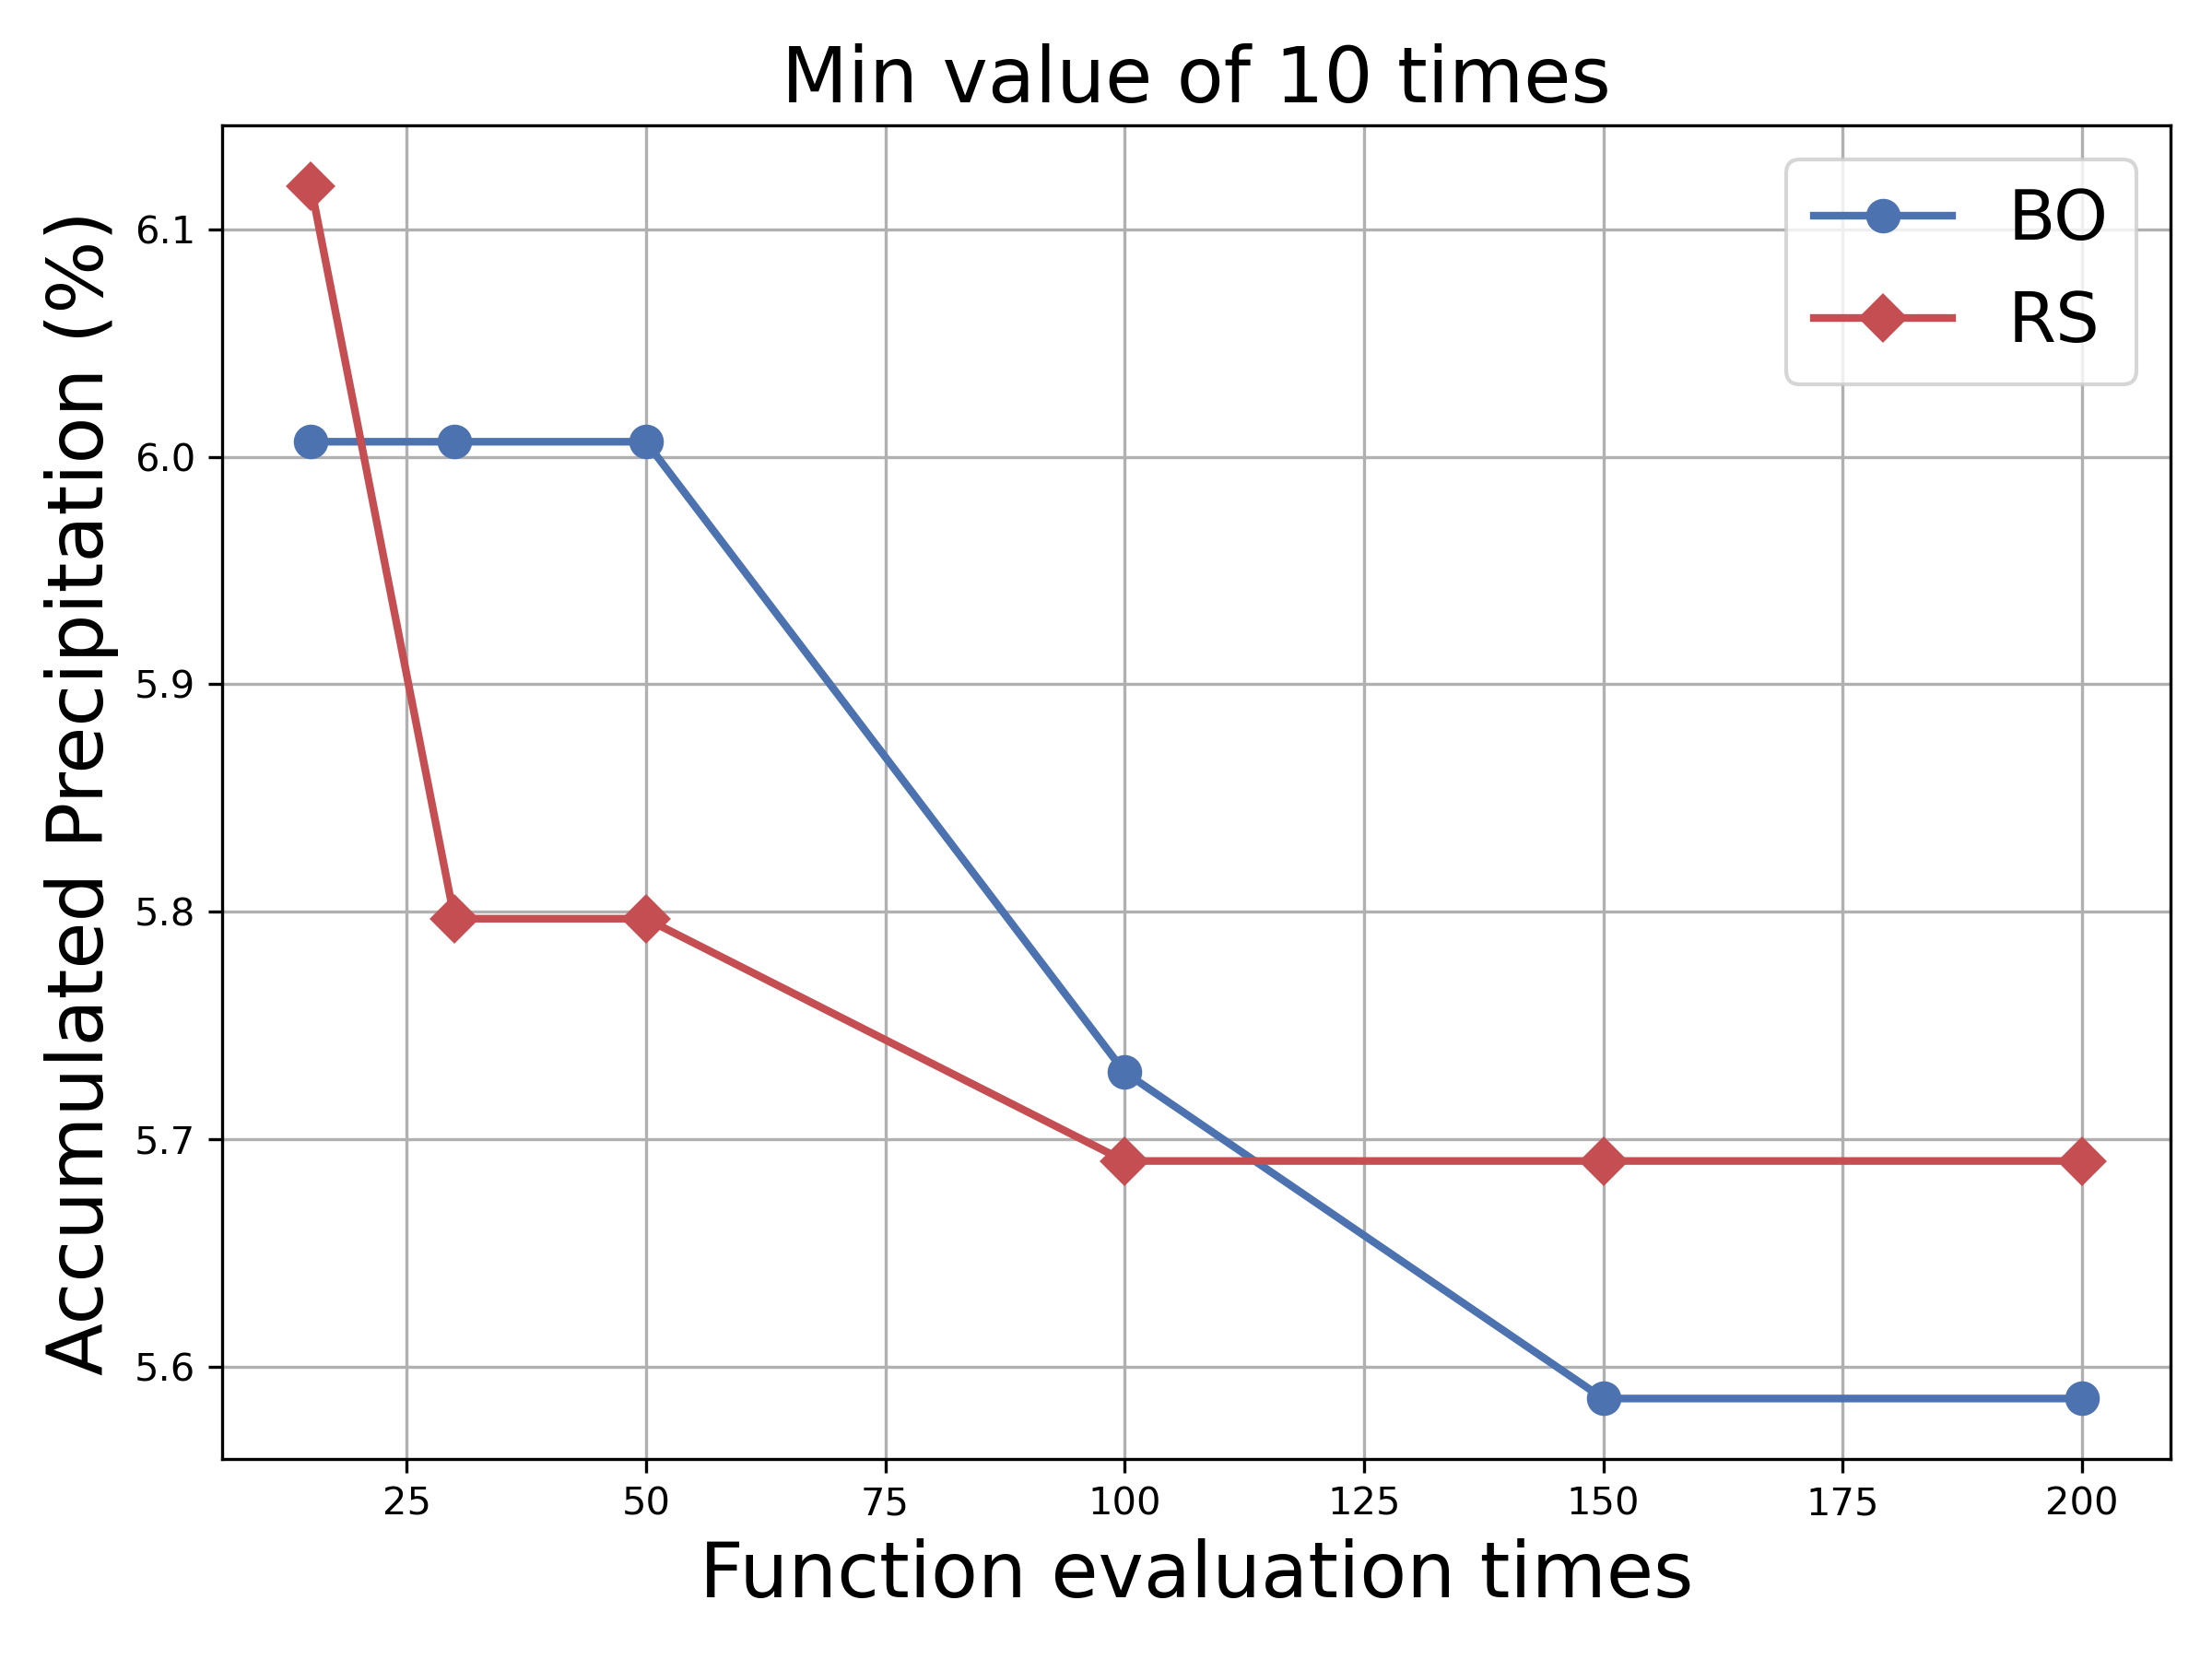 Min value of 10 times
BO
RS
Accumulated Precipitation (%)
6.1
6.0
5.9
5.8
5.7
5.6
25 50 75 100 125 150 175 200
Function evaluation times